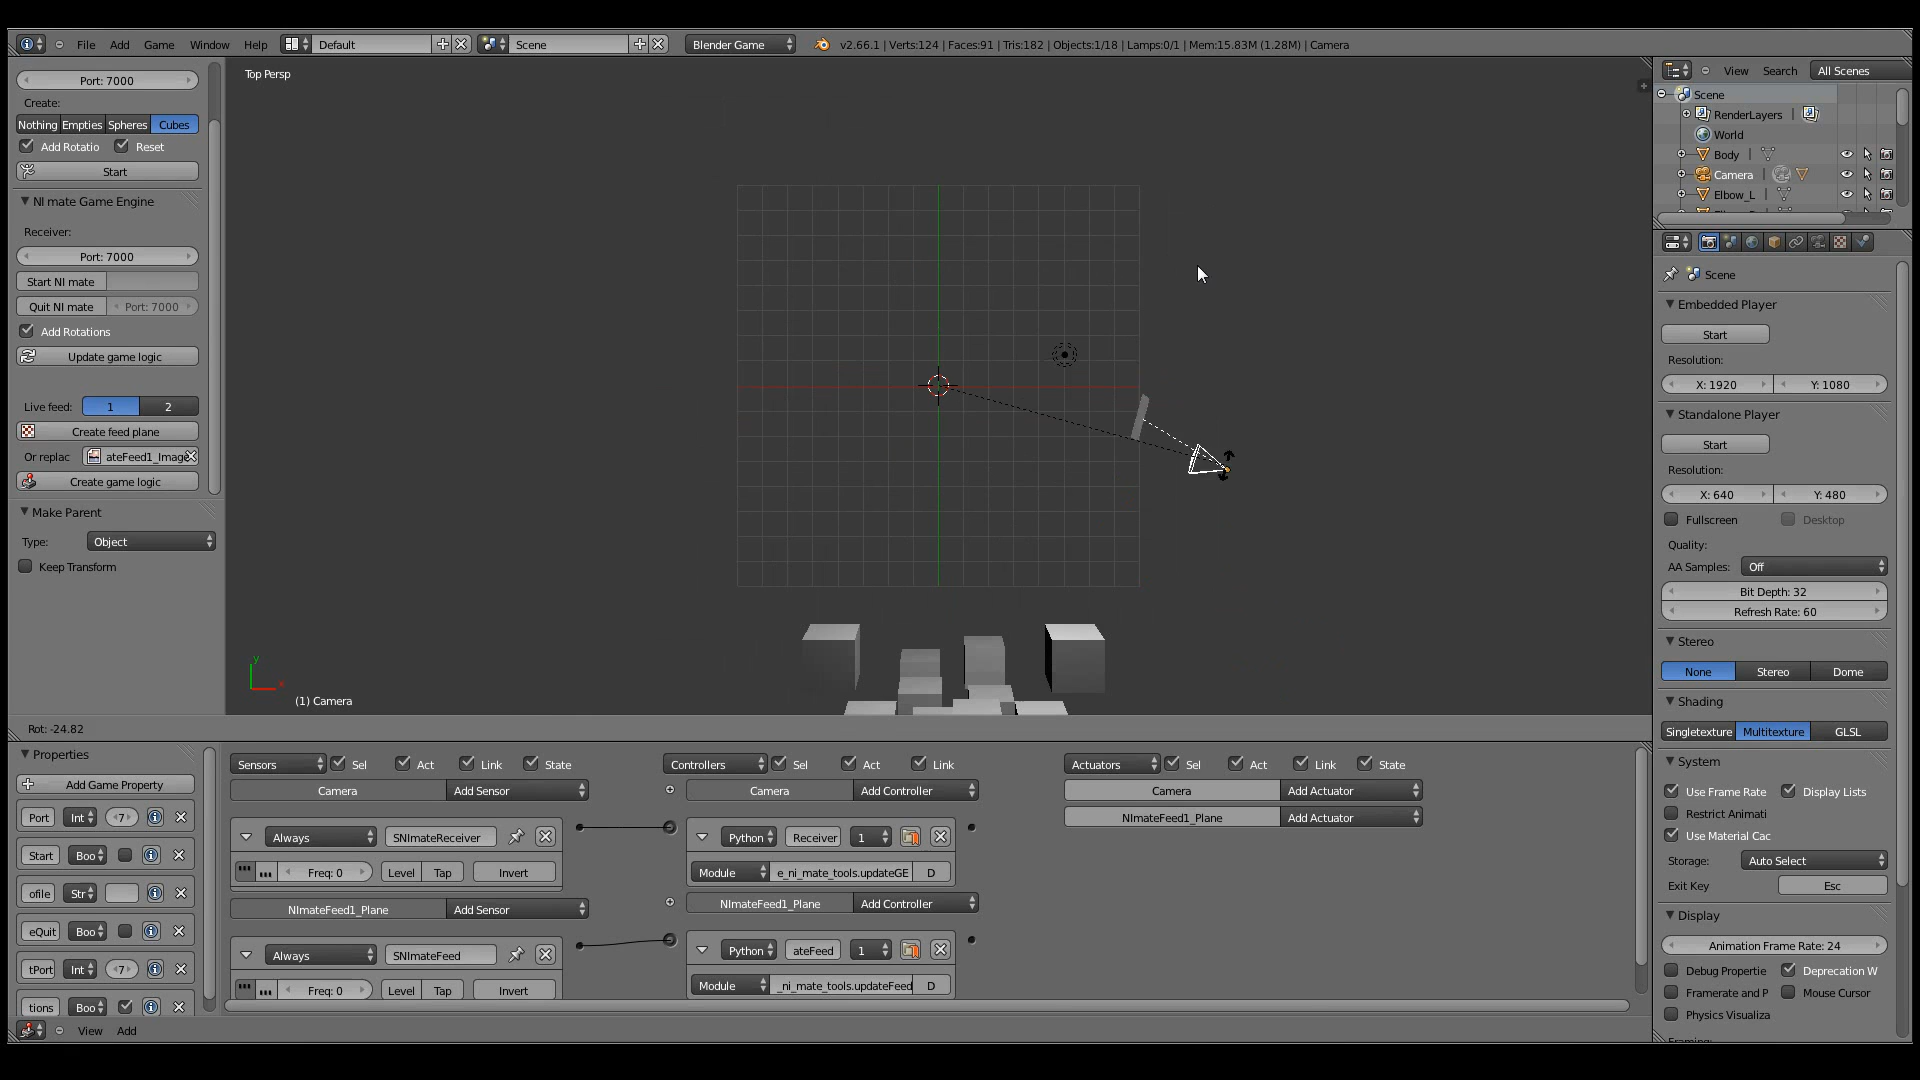 File Add Game Window Help Default Scene Blender Game v2.66.1 | Verts:124 | Faces:91 | Tris:182 | Objects:1/18 | Lamps:0/1 | Mem:15.83M (1.28M) | Camera
Port: 7000
Create:
Nothing Empties Spheres Cubes
Add Rotatio Reset
Start
NI mate Game Engine
Receiver:
Port: 7000
Start NI mate
Quit NI mate Port: 7000
Add Rotations
Update game logic
Live feed: 1 2
Create feed plane
Or replac ateFeed1_Image
Create game logic
Make Parent
Type: Object
Keep Transform
Top Persp
y
x
(1) Camera
Rot: -24.82
View Search All Scenes
Scene
RenderLayers |
World
Body |
Camera |
Elbow_L |
Scene
Embedded Player
Start
Resolution:
X: 1920 Y: 1080
Standalone Player
Start
Resolution:
X: 640 Y: 480
Fullscreen Desktop
Quality:
AA Samples: Off
Bit Depth: 32
Refresh Rate: 60
Stereo
None Stereo Dome
Shading
Singletexture Multitexture GLSL
System
Use Frame Rate Display Lists
Restrict Animati
Use Material Cac
Storage: Auto Select
Exit Key Esc
Display
Animation Frame Rate: 24
Debug Propertie Deprecation W
Framerate and P Mouse Cursor
Physics Visualiza
Properties
Add Game Property
Port Int 7
Start Boo
ofile Str
eQuit Boo
tPort Int 7
tions Boo
Sensors Sel Act Link State
Camera Add Sensor
Always SNImateReceiver
Freq: 0 Level Tap Invert
NImateFeed1_Plane Add Sensor
Always SNImateFeed
Freq: 0 Level Tap Invert
Controllers Sel Act Link
Camera Add Controller
Python Receiver 1
Module e_ni_mate_tools.updateGE D
NImateFeed1_Plane Add Controller
Python ateFeed 1
Module _ni_mate_tools.updateFeed D
Actuators Sel Act Link State
Camera Add Actuator
NImateFeed1_Plane Add Actuator
View Add